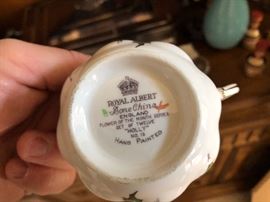 ROYAL ALBERT
Bone China
ENGLAND
FLOWER OF THE MONTH SERIES
SET OF TWELVE
"HOLLY"
No. 12
HAND PAINTED